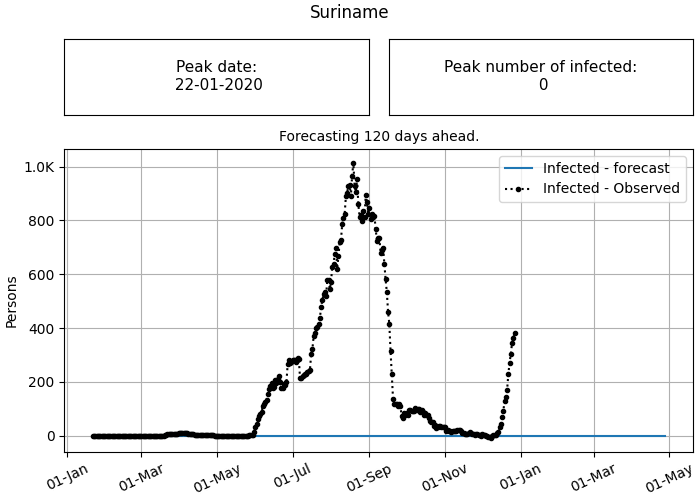 Suriname
Peak date:
22-01-2020
Peak number of infected:
0
Forecasting 120 days ahead.
Infected - forecast
Infected - Observed
1.0K
800
600
400
200
0
Persons
01-Jan
01-Mar
01-May
01-Jul
01-Sep
01-Nov
01-Jan
01-Mar
01-May